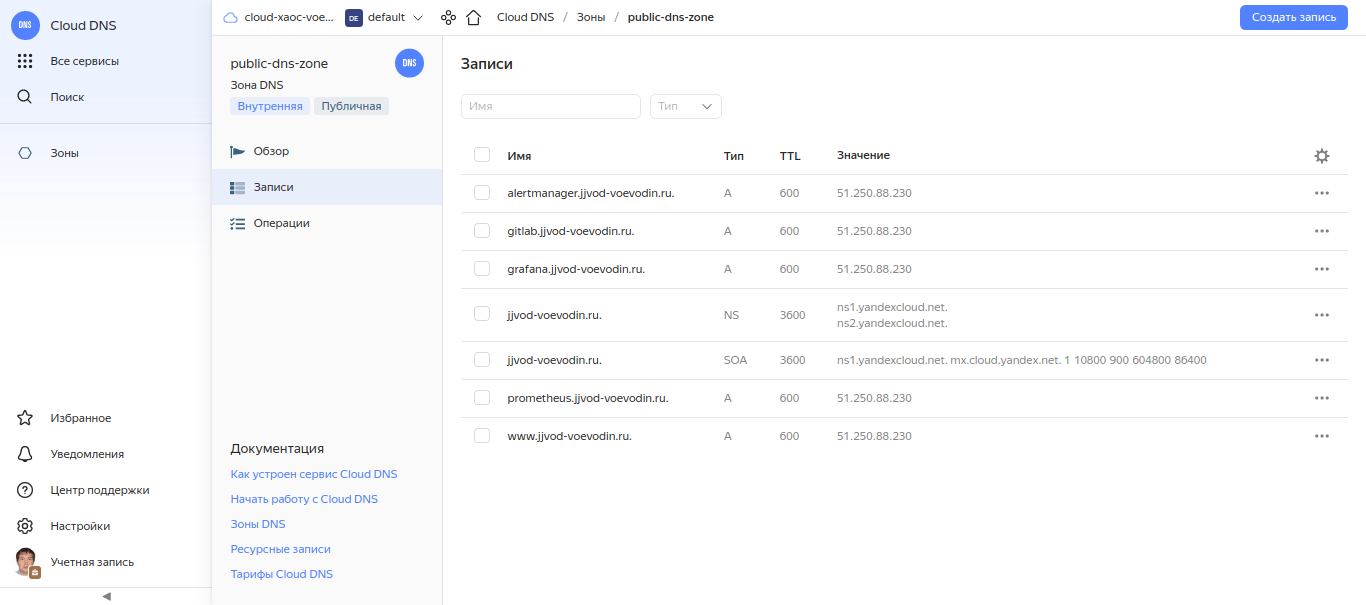 DNS Cloud DNS
Все сервисы
Поиск
Зоны
Избранное
Уведомления
Центр поддержки
Настройки
Учетная запись
cloud-xaoc-voe... DE default Cloud DNS / Зоны / public-dns-zone Создать запись
public-dns-zone DNS
Зона DNS
Внутренняя Публичная
Обзор
Записи
Операции
Документация
Как устроен сервис Cloud DNS
Начать работу с Cloud DNS
Зоны DNS
Ресурсные записи
Тарифы Cloud DNS
Записи
Имя Тип
Имя Тип TTL Значение
alertmanager.jjvod-voevodin.ru. A 600 51.250.88.230
gitlab.jjvod-voevodin.ru. A 600 51.250.88.230
grafana.jjvod-voevodin.ru. A 600 51.250.88.230
jjvod-voevodin.ru. NS 3600 ns1.yandexcloud.net.
ns2.yandexcloud.net.
jjvod-voevodin.ru. SOA 3600 ns1.yandexcloud.net. mx.cloud.yandex.net. 1 10800 900 604800 86400
prometheus.jjvod-voevodin.ru. A 600 51.250.88.230
www.jjvod-voevodin.ru. A 600 51.250.88.230